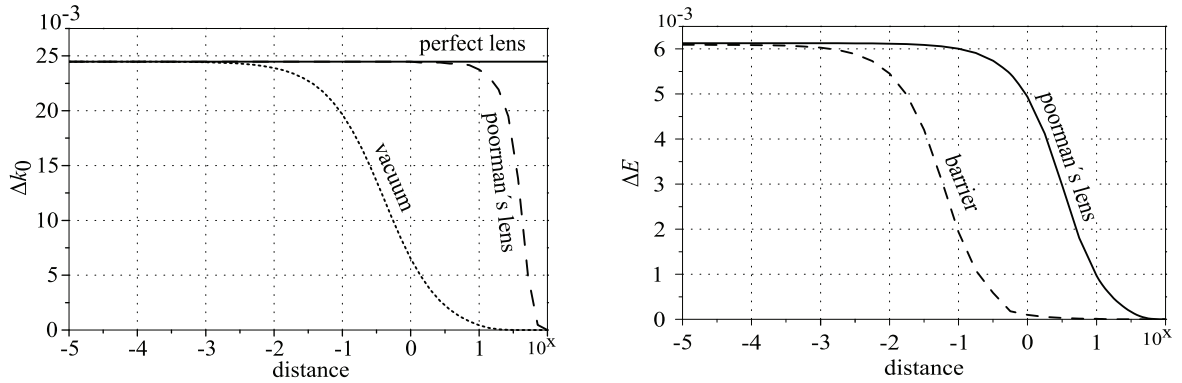 10⁻³
perfect lens
25
20
vacuum
poorman´s lens
15
Δk0
10
5
0
-5 -4 -3 -2 -1 0 1 10ˣ
distance
10⁻³
6
5
poorman´s lens
4
barrier
ΔE
3
2
1
0
-5 -4 -3 -2 -1 0 1 10ˣ
distance